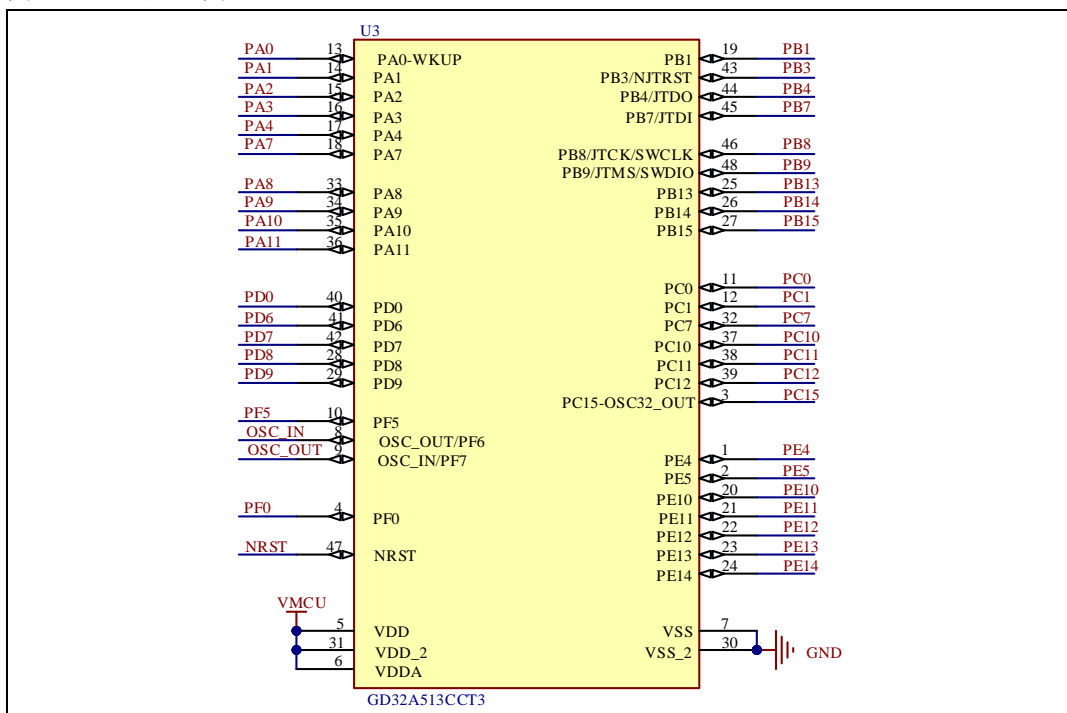 U3
PA0 13 PA0-WKUP PB1 19 PB1
PA1 14 PA1 PB3/NJTRST 43 PB3
PA2 15 PA2 PB4/JTDO 44 PB4
PA3 16 PA3 PB7/JTDI 45 PB7
PA4 17 PA4
PA7 18 PA7 PB8/JTCK/SWCLK 46 PB8
PB9/JTMS/SWDIO 48 PB9
PA8 33 PA8 PB13 25 PB13
PA9 34 PA9 PB14 26 PB14
PA10 35 PA10 PB15 27 PB15
PA11 36 PA11
PC0 11 PC0
PD0 40 PD0 PC1 12 PC1
PD6 41 PD6 PC7 32 PC7
PD7 42 PD7 PC10 37 PC10
PD8 28 PD8 PC11 38 PC11
PD9 29 PD9 PC12 39 PC12
PC15-OSC32_OUT 3 PC15
PF5 10 PF5
OSC_IN 8 OSC_OUT/PF6
OSC_OUT 9 OSC_IN/PF7 PE4 1 PE4
PE5 2 PE5
PE10 20 PE10
PF0 4 PF0 PE11 21 PE11
PE12 22 PE12
NRST 47 NRST PE13 23 PE13
PE14 24 PE14
VMCU
5 VDD VSS 7
31 VDD_2 VSS_2 30 GND
6 VDDA
GD32A513CCT3